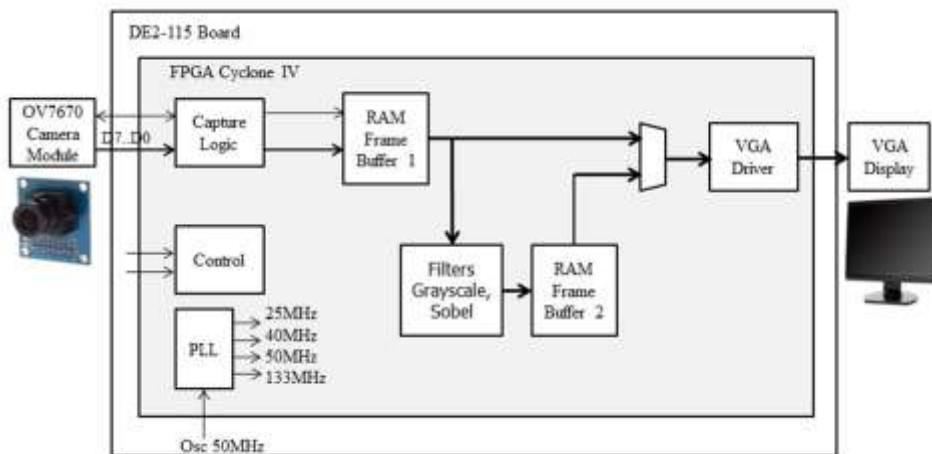 DE2-115 Board
FPGA Cyclone IV
OV7670
Camera
Module
D7..D0
Capture
Logic
RAM
Frame
Buffer 1
VGA
Driver
VGA
Display
Control
Filters
Grayscale,
Sobel
RAM
Frame
Buffer 2
PLL
25MHz
40MHz
50MHz
133MHz
Osc 50MHz